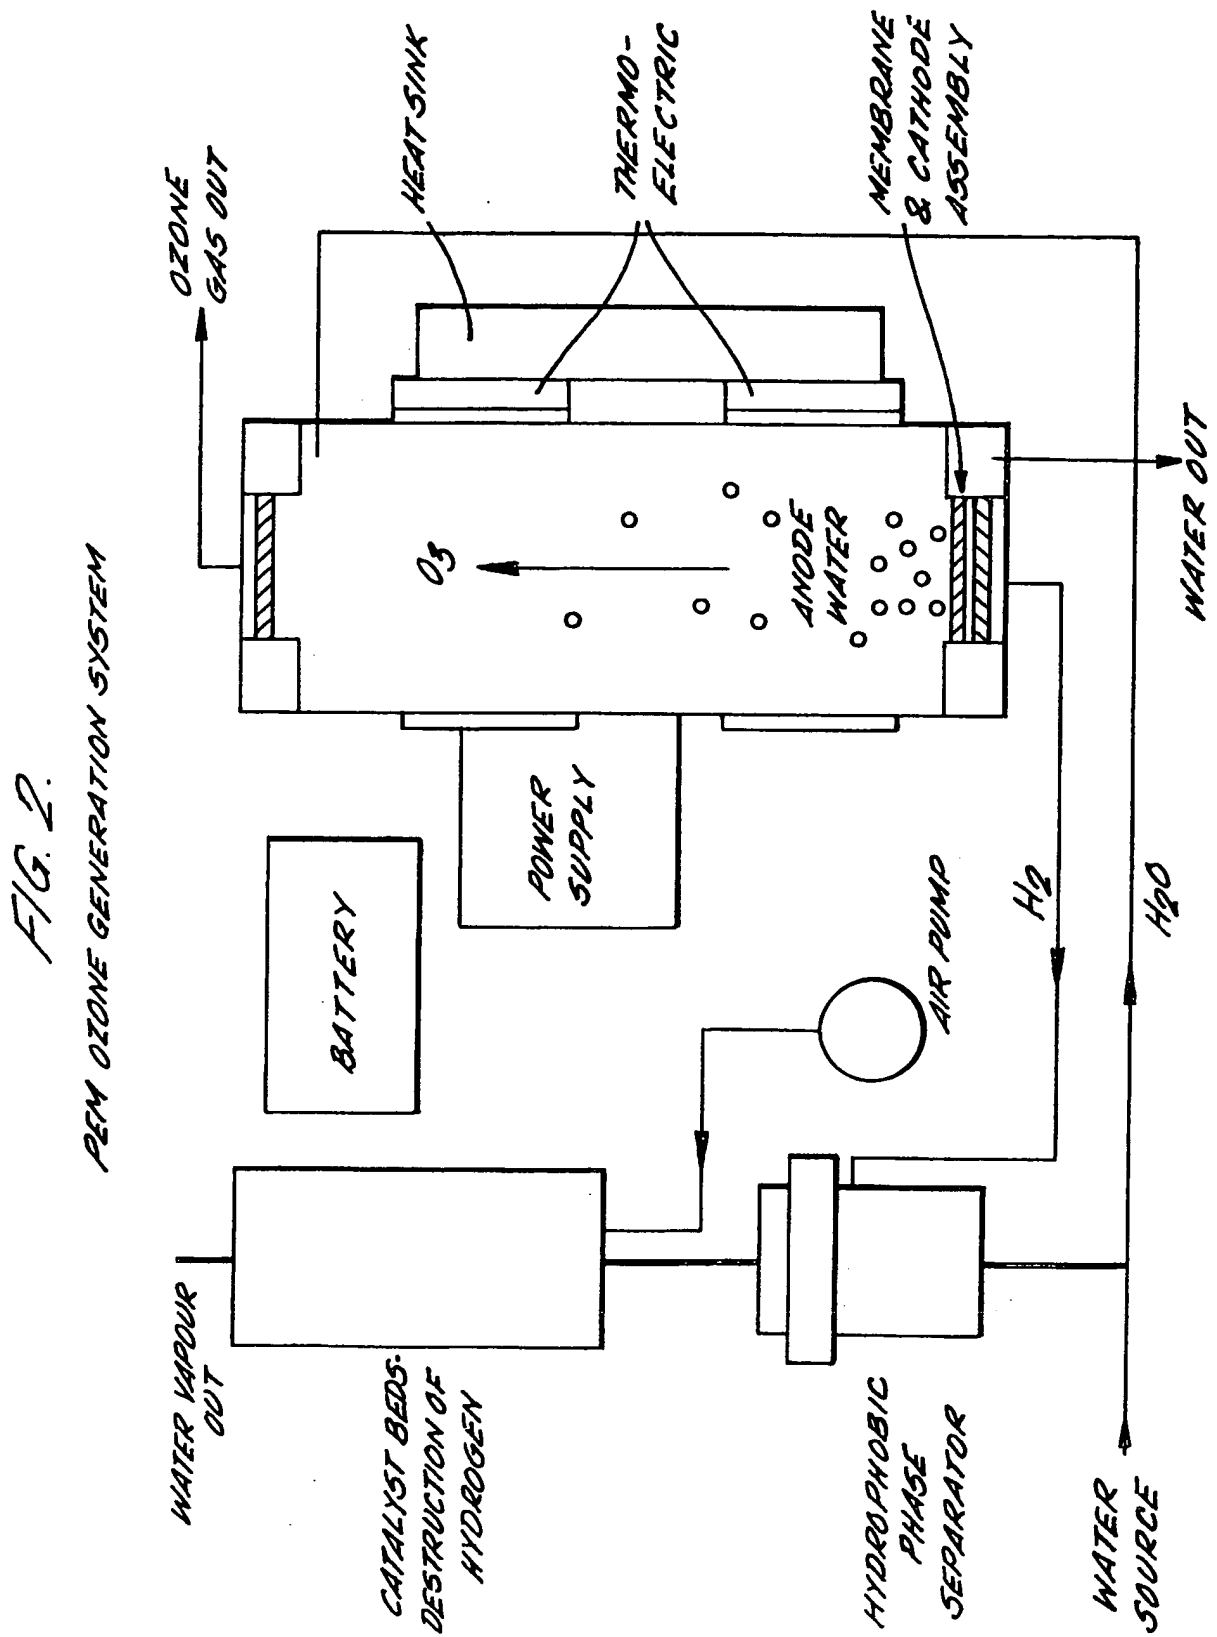 FIG. 2.
PEM OZONE GENERATION SYSTEM
WATER VAPOUR
OUT
CATALYST BEDS-
DESTRUCTION OF
HYDROGEN
HYDROPHOBIC
PHASE
SEPARATOR
WATER
SOURCE
BATTERY
POWER
SUPPLY
AIR PUMP
H2
H2O
OZONE
GAS OUT
O3
ANODE
WATER
HEAT SINK
THERMO-
ELECTRIC
MEMBRANE
& CATHODE
ASSEMBLY
WATER OUT